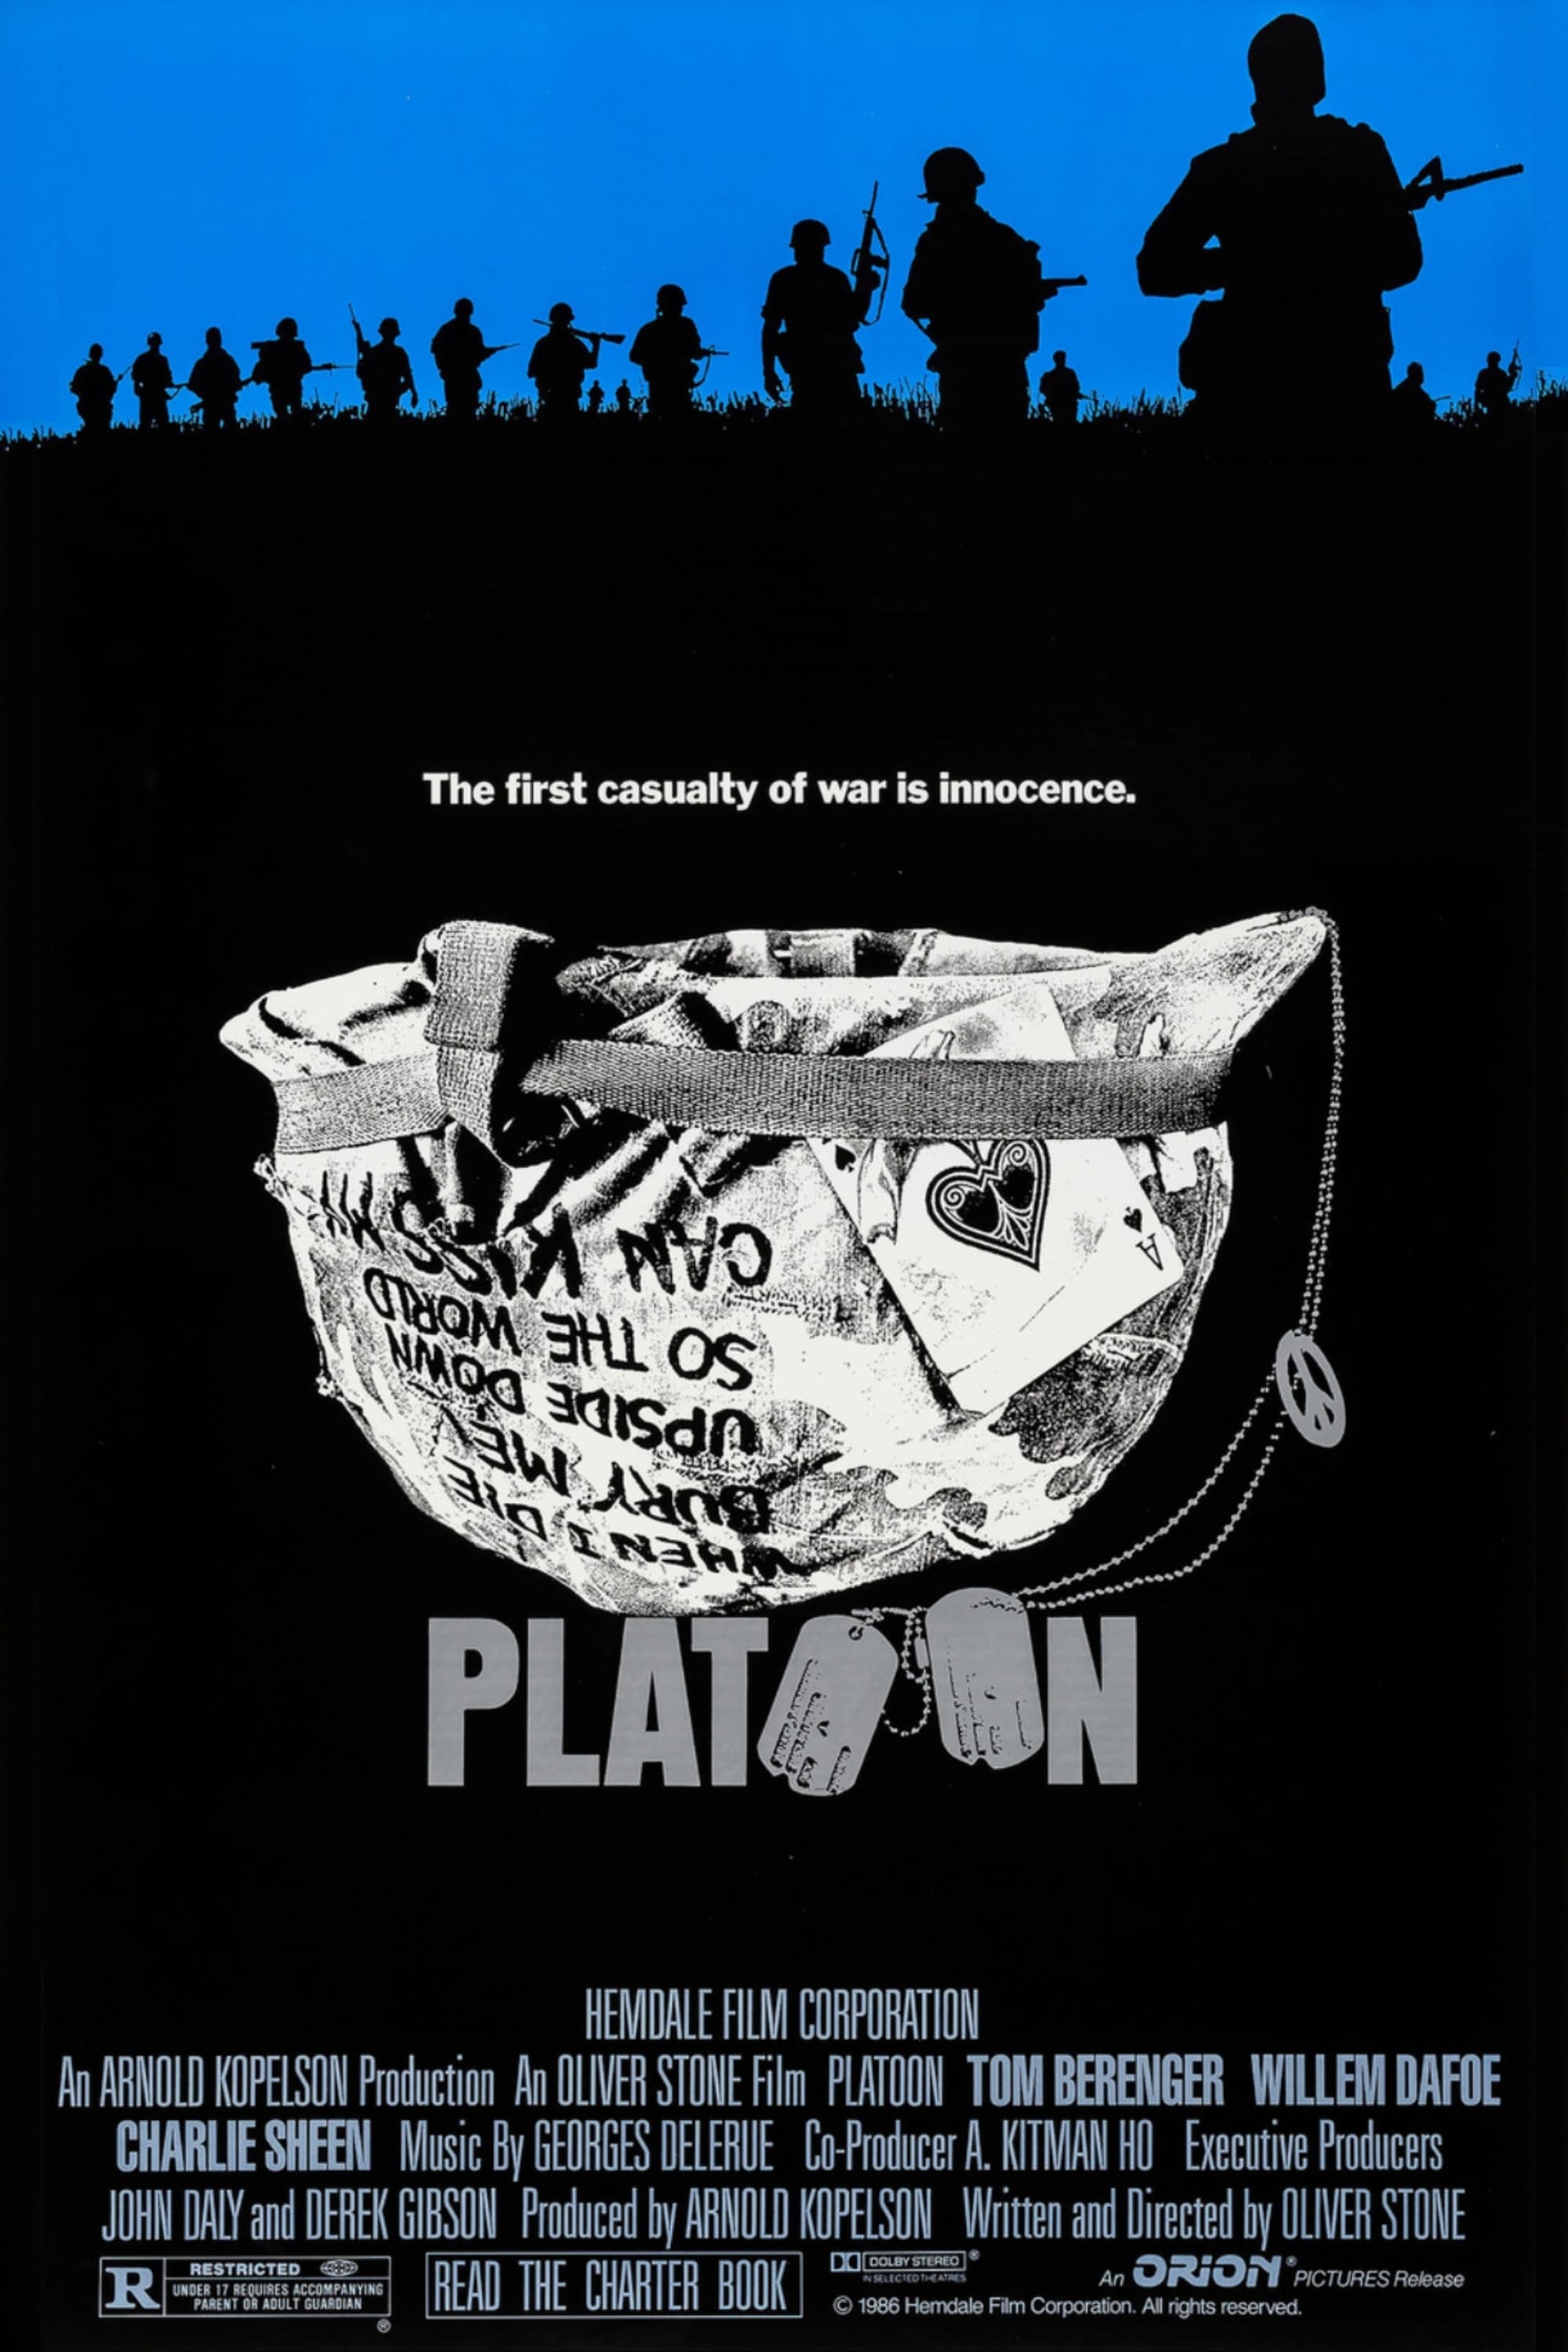 The first casualty of war is innocence.
WHEN I DIE
BURY ME
UPSIDE DOWN
SO THE WORLD
CAN KISS MY
A
PLATOON
HEMDALE FILM CORPORATION
An ARNOLD KOPELSON Production An OLIVER STONE Film PLATOON TOM BERENGER WILLEM DAFOE
CHARLIE SHEEN Music By GEORGES DELERUE Co-Producer A. KITMAN HO Executive Producers
JOHN DALY and DEREK GIBSON Produced by ARNOLD KOPELSON Written and Directed by OLIVER STONE
R RESTRICTED
UNDER 17 REQUIRES ACCOMPANYING
PARENT OR ADULT GUARDIAN
®
READ THE CHARTER BOOK
DOLBY STEREO ®
IN SELECTED THEATRES
An ORION® PICTURES Release
© 1986 Hemdale Film Corporation. All rights reserved.